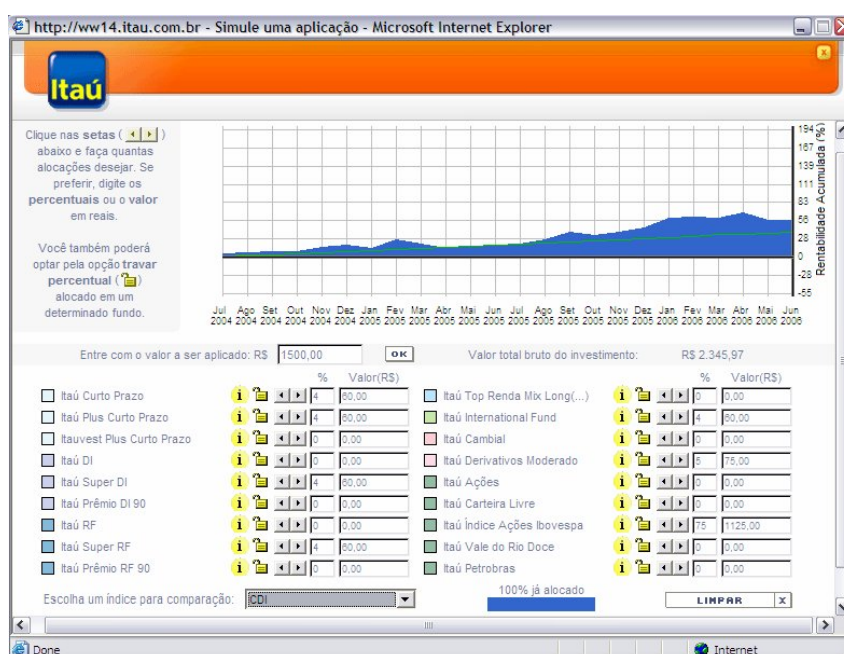 http://ww14.itau.com.br - Simule uma aplicação - Microsoft Internet Explorer
Itaú
Clique nas setas ( )
abaixo e faça quantas
alocações desejar. Se
preferir, digite os
percentuais ou o valor
em reais.
Você também poderá
optar pela opção travar
percentual ( )
alocado em um
determinado fundo.
194
167
139
111
83
56
28
0
-28
-55
Rentabilidade Acumulada (%)
Jul Ago Set Out Nov Dez Jan Fev Mar Abr Mai Jun Jul Ago Set Out Nov Dez Jan Fev Mar Abr Mai Jun
2004 2004 2004 2004 2004 2004 2005 2005 2005 2005 2005 2005 2005 2005 2005 2005 2005 2005 2006 2006 2006 2006 2006 2006
Entre com o valor a ser aplicado: R$ 1500,00 OK Valor total bruto do investimento: R$ 2.345,97
% Valor(R$) % Valor(R$)
Itaú Curto Prazo i 4 60,00 Itaú Top Renda Mix Long(...) i 0 0,00
Itaú Plus Curto Prazo i 4 60,00 Itaú International Fund i 4 60,00
Itauvest Plus Curto Prazo i 0 0,00 Itaú Cambial i 0 0,00
Itaú DI i 0 0,00 Itaú Derivativos Moderado i 5 75,00
Itaú Super DI i 4 60,00 Itaú Ações i 0 0,00
Itaú Prêmio DI 90 i 0 0,00 Itaú Carteira Livre i 0 0,00
Itaú RF i 0 0,00 Itaú Índice Ações Ibovespa i 75 1125,00
Itaú Super RF i 4 60,00 Itaú Vale do Rio Doce i 0 0,00
Itaú Prêmio RF 90 i 0 0,00 Itaú Petrobras i 0 0,00
Escolha um índice para comparação: CDI 100% já alocado LIMPAR x
Done Internet